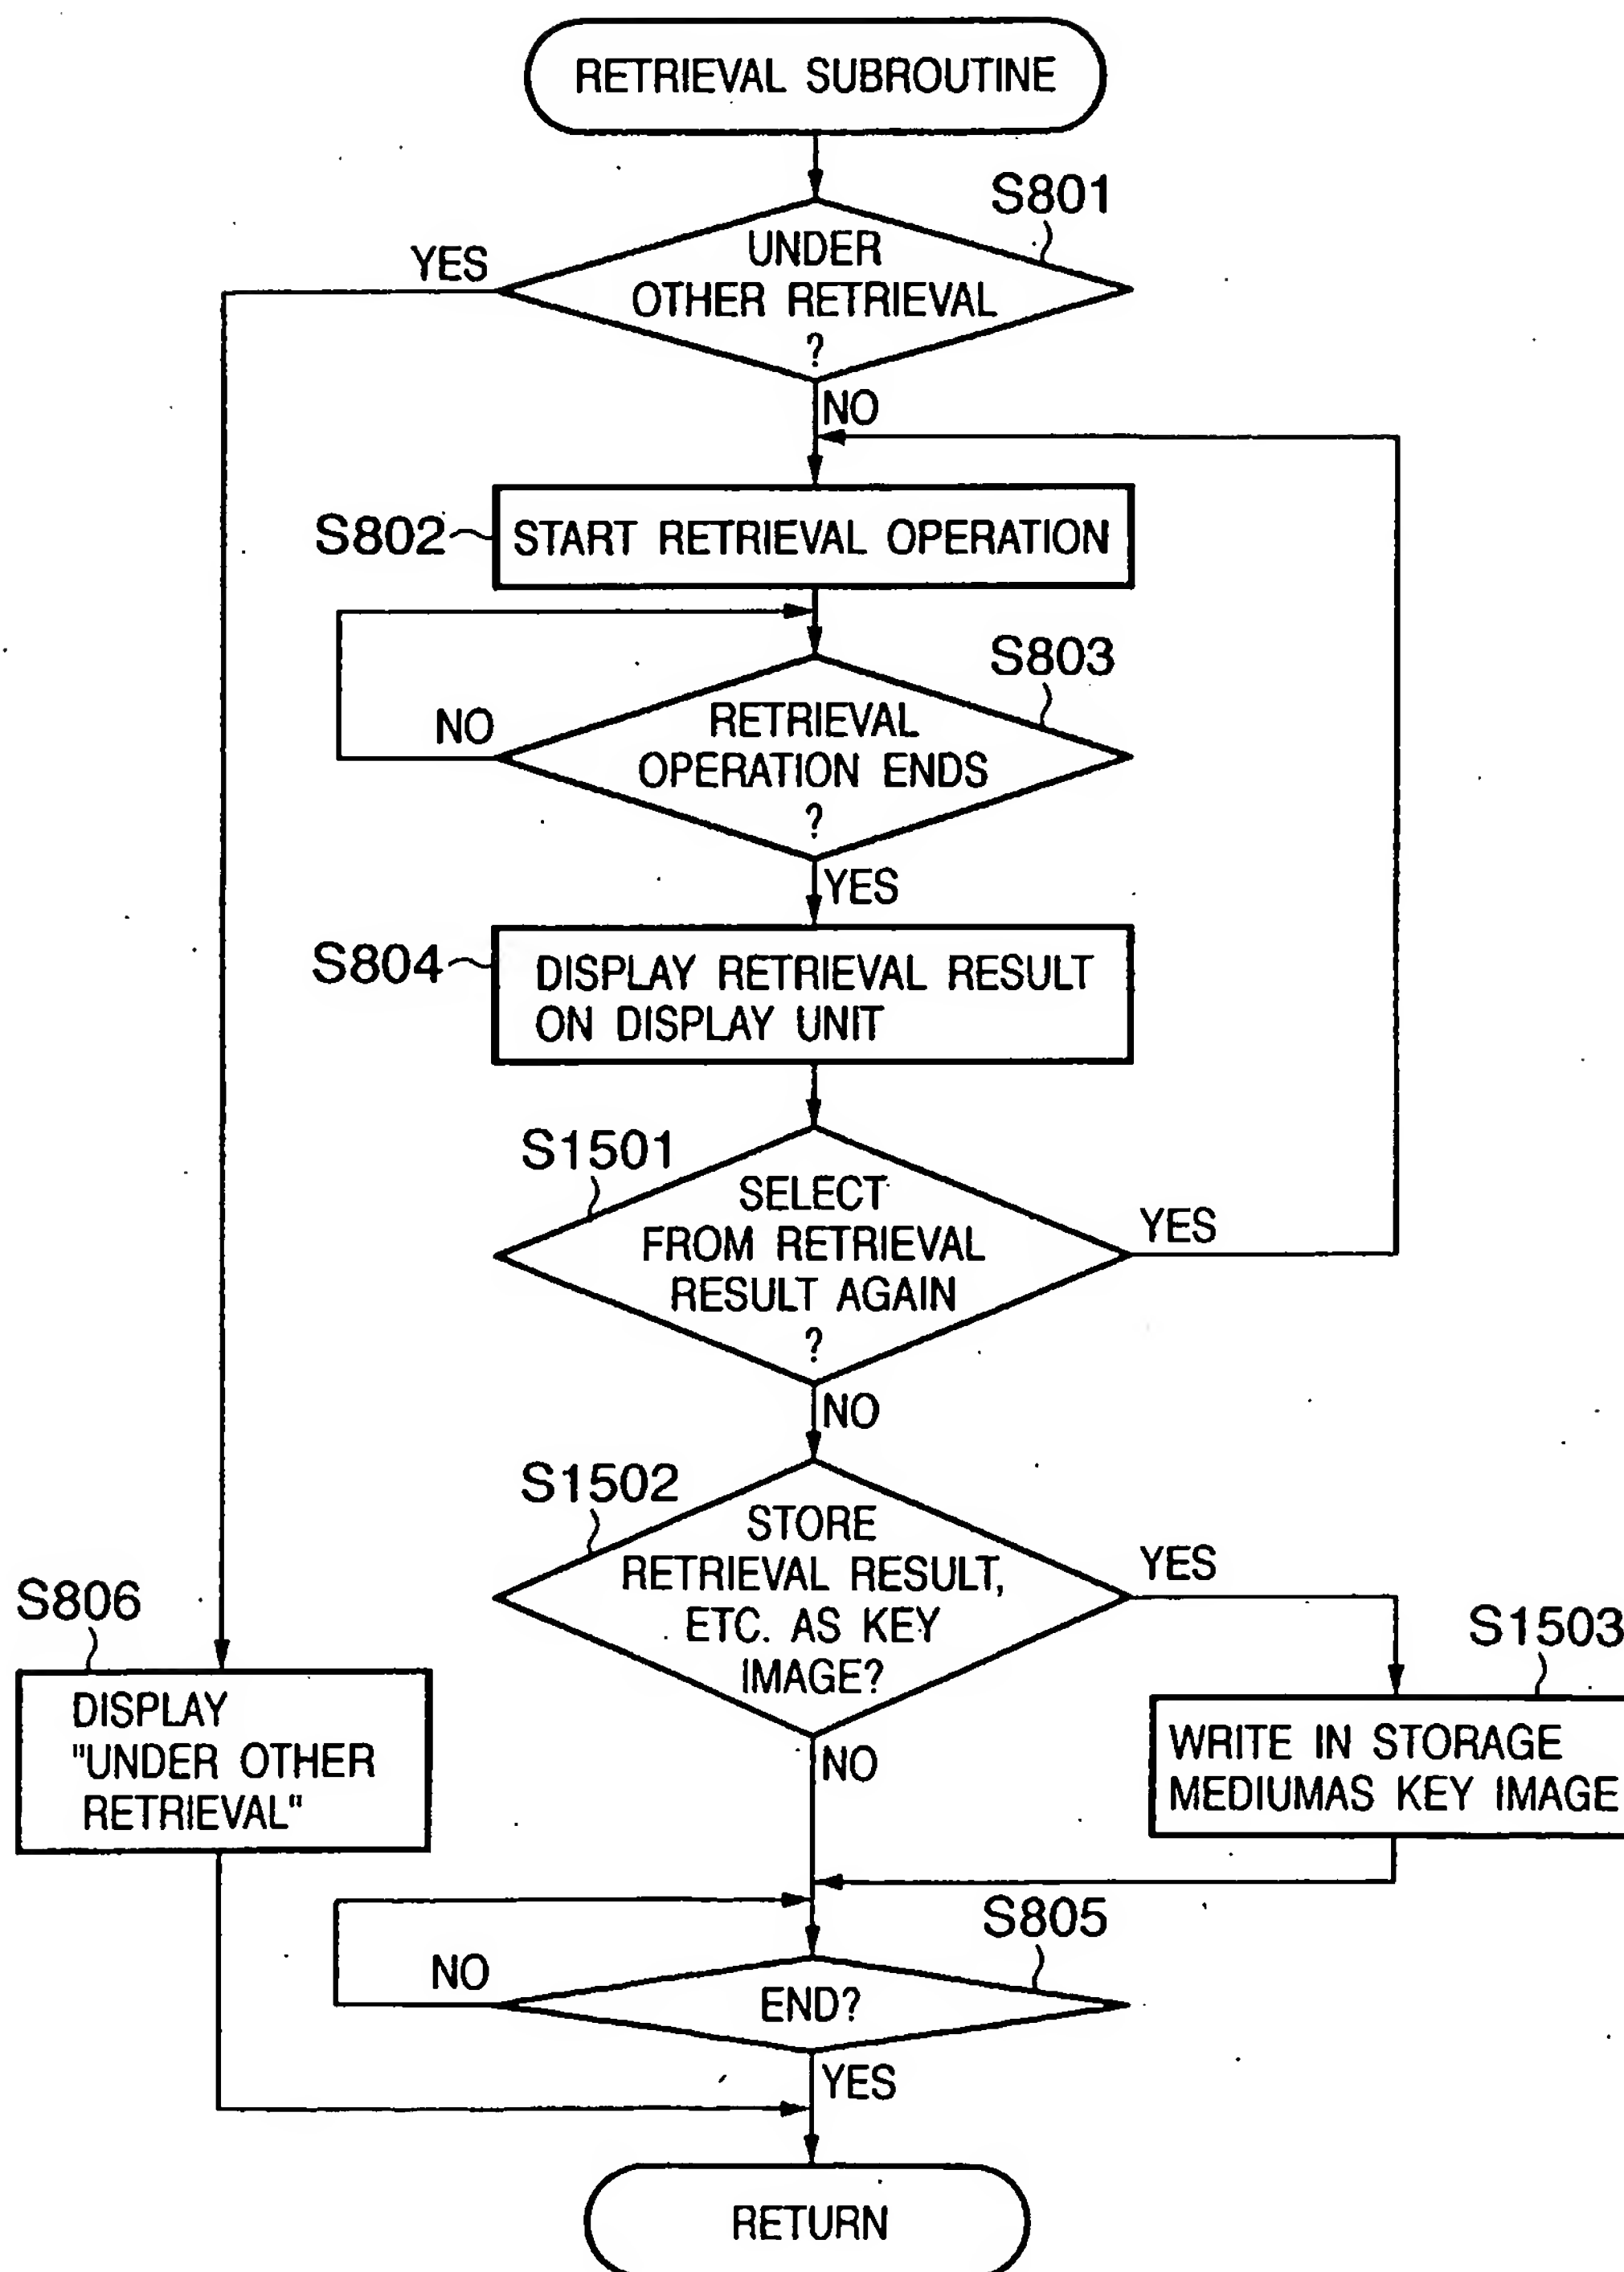 RETRIEVAL SUBROUTINE
S801
YES
UNDER
OTHER RETRIEVAL
?
NO
S802
START RETRIEVAL OPERATION
S803
NO
RETRIEVAL
OPERATION ENDS
?
YES
S804
DISPLAY RETRIEVAL RESULT
ON DISPLAY UNIT
S1501
SELECT
FROM RETRIEVAL
RESULT AGAIN
?
YES
NO
S1502
STORE
RETRIEVAL RESULT,
ETC. AS KEY
IMAGE?
YES
S806
S1503
DISPLAY
"UNDER OTHER
RETRIEVAL"
NO
WRITE IN STORAGE
MEDIUMAS KEY IMAGE
S805
NO
END?
YES
RETURN